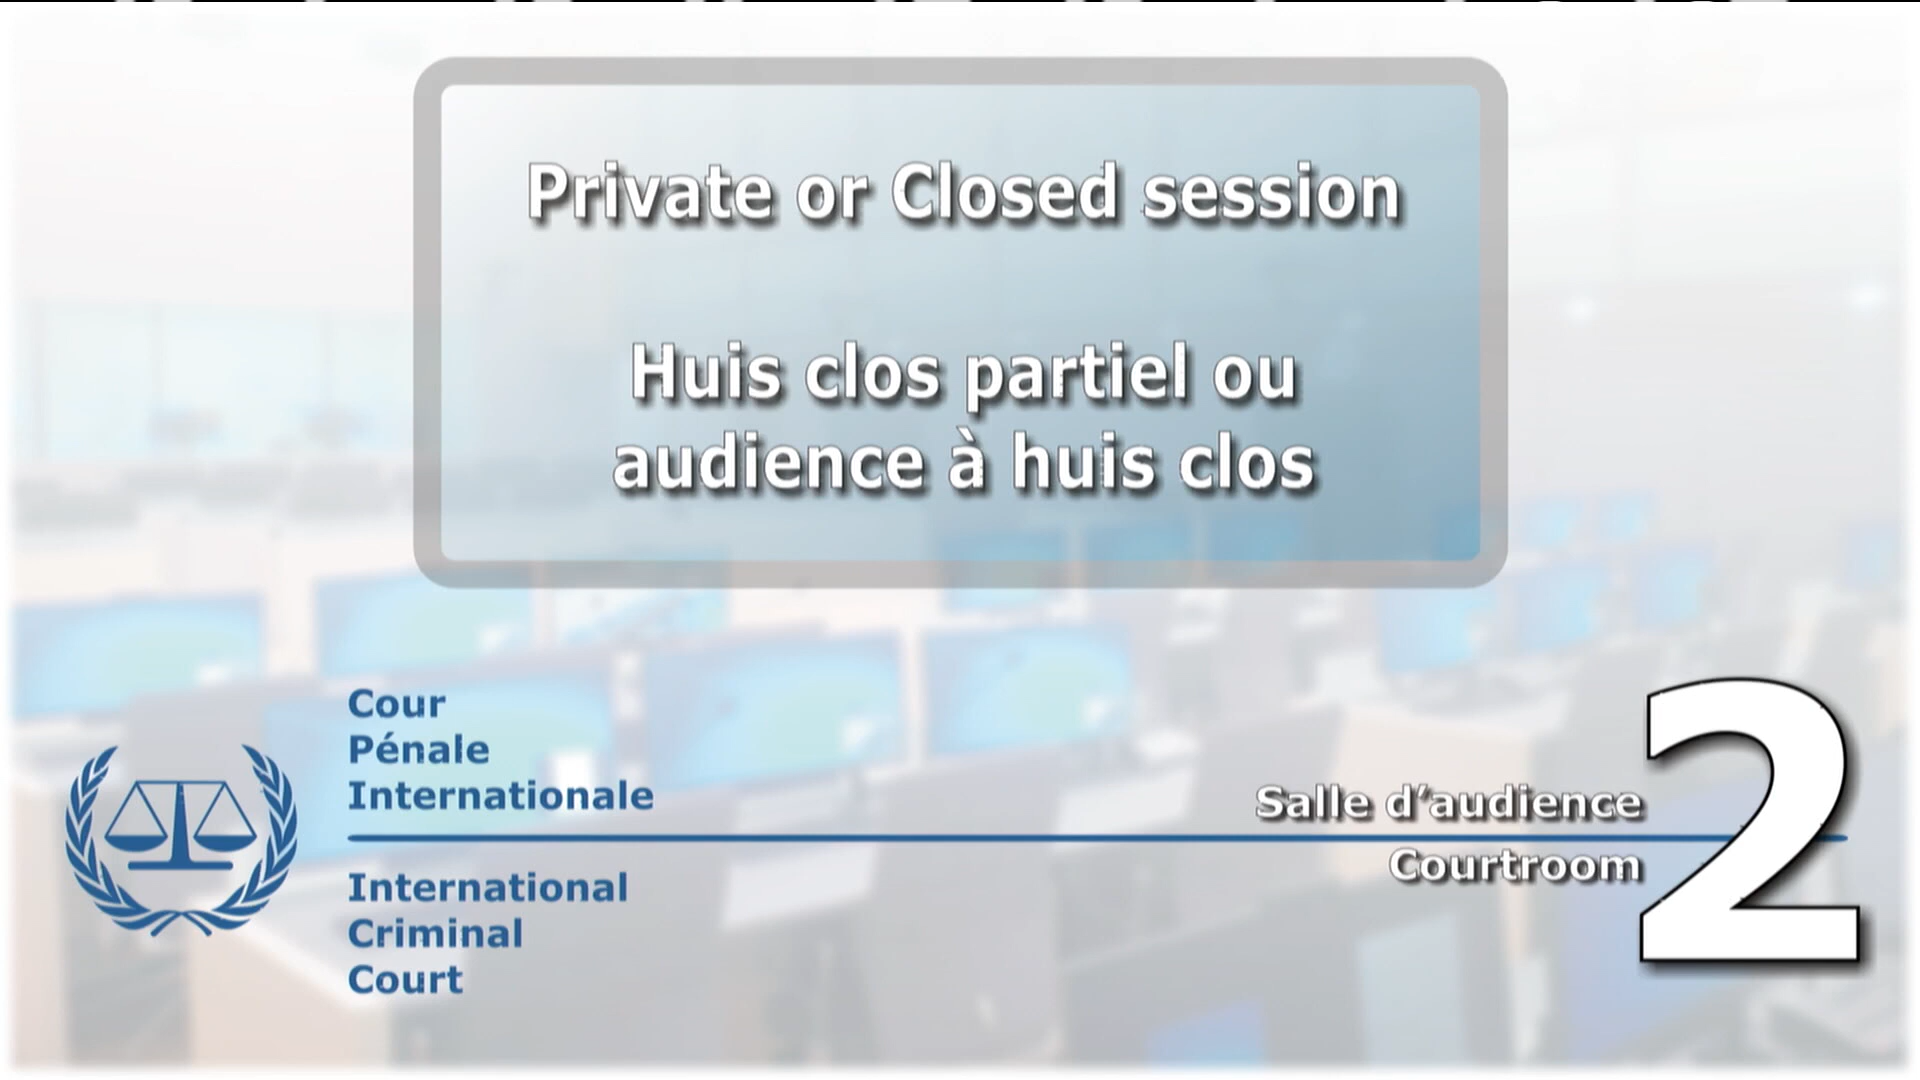 Private or Closed session
Huis clos partiel ou
audience à huis clos
Cour
Pénale
Internationale
International
Criminal
Court
Salle d’audience
Courtroom
2